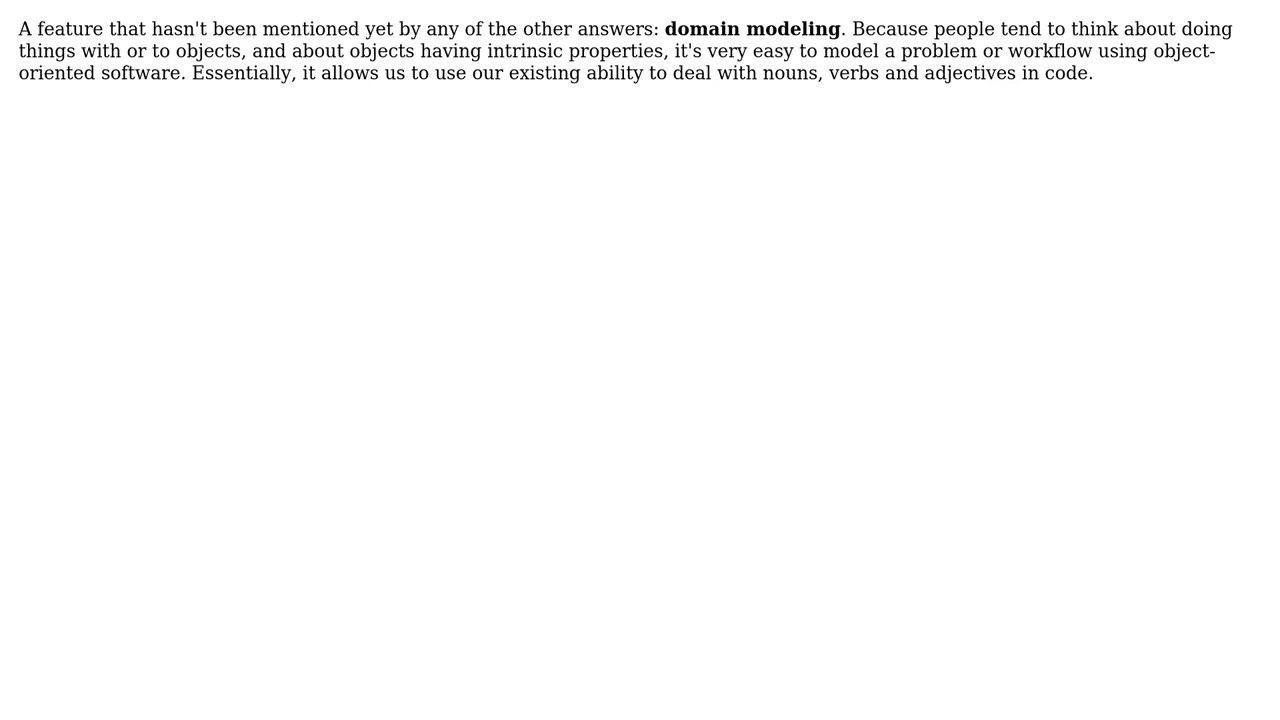 A feature that hasn't been mentioned yet by any of the other answers: domain modeling. Because people tend to think about doing
things with or to objects, and about objects having intrinsic properties, it's very easy to model a problem or workflow using object-
oriented software. Essentially, it allows us to use our existing ability to deal with nouns, verbs and adjectives in code.